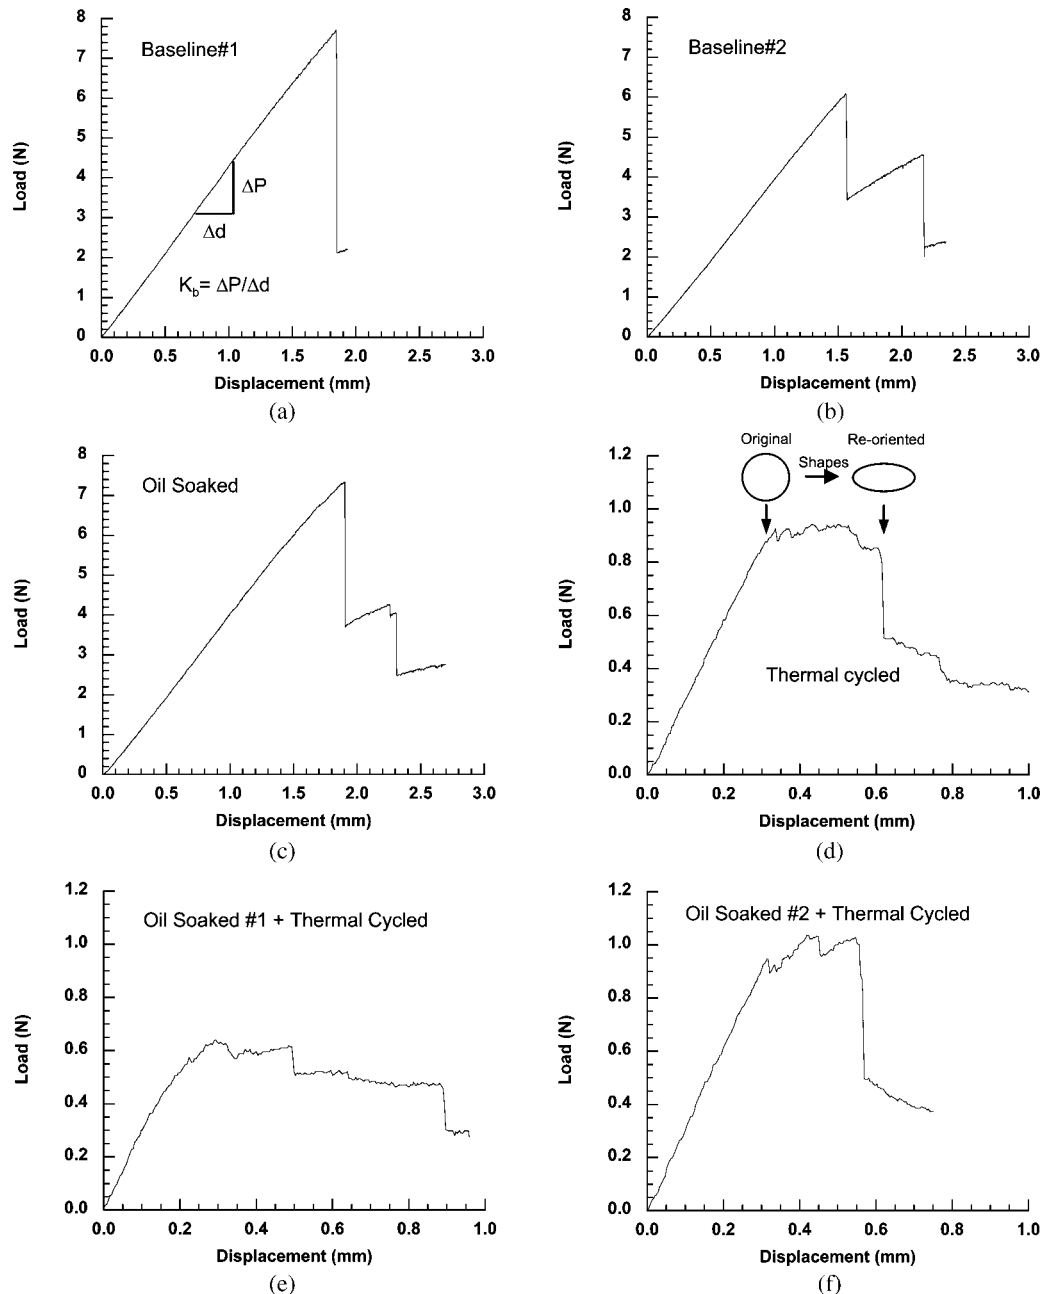 Baseline#1
8
7
6
5
4
3
2
1
0
Load (N)
ΔP
Δd
K_b= ΔP/Δd
0.0 0.5 1.0 1.5 2.0 2.5 3.0
Displacement (mm)
(a)
Baseline#2
8
7
6
5
4
3
2
1
0
Load (N)
0.0 0.5 1.0 1.5 2.0 2.5 3.0
Displacement (mm)
(b)
Oil Soaked
8
7
6
5
4
3
2
1
0
Load (N)
0.0 0.5 1.0 1.5 2.0 2.5 3.0
Displacement (mm)
(c)
Original Re-oriented
Shapes
1.2
1.0
0.8
0.6
0.4
0.2
0.0
Load (N)
Thermal cycled
0.0 0.2 0.4 0.6 0.8 1.0
Displacement (mm)
(d)
Oil Soaked #1 + Thermal Cycled
1.2
1.0
0.8
0.6
0.4
0.2
0.0
Load (N)
0.0 0.2 0.4 0.6 0.8 1.0
Displacement (mm)
(e)
Oil Soaked #2 + Thermal Cycled
1.2
1.0
0.8
0.6
0.4
0.2
0.0
Load (N)
0.0 0.2 0.4 0.6 0.8 1.0
Displacement (mm)
(f)